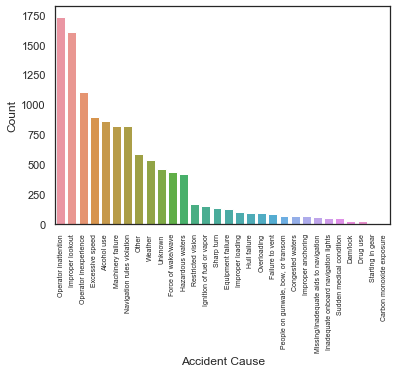 1750
1500
1250
1000
750
500
250
0
Count
Operator inattention
Improper lookout
Operator inexperience
Excessive speed
Alcohol use
Machinery failure
Navigation rules violation
Other
Weather
Unknown
Force of wake/wave
Hazardous waters
Restricted vision
Ignition of fuel or vapor
Sharp turn
Equipment failure
Improper loading
Hull failure
Overloading
Failure to vent
People on gunwale, bow, or transom
Congested waters
Improper anchoring
Missing/inadequate aids to navigation
Inadequate onboard navigation lights
Sudden medical condition
Dam/lock
Drug use
Starting in gear
Carbon monoxide exposure
Accident Cause